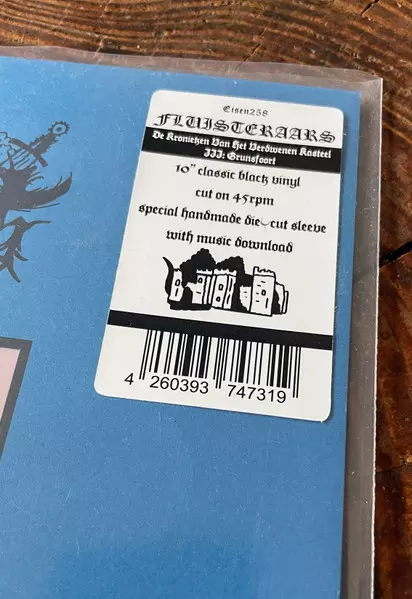 Eisen258
FLUISTERAARS
De Kronieken Van Het Verdwenen Kasteel
III: Grunsfoort
10" classic black vinyl
cut on 45rpm
special handmade die-cut sleeve
with music download
4 260393 747319